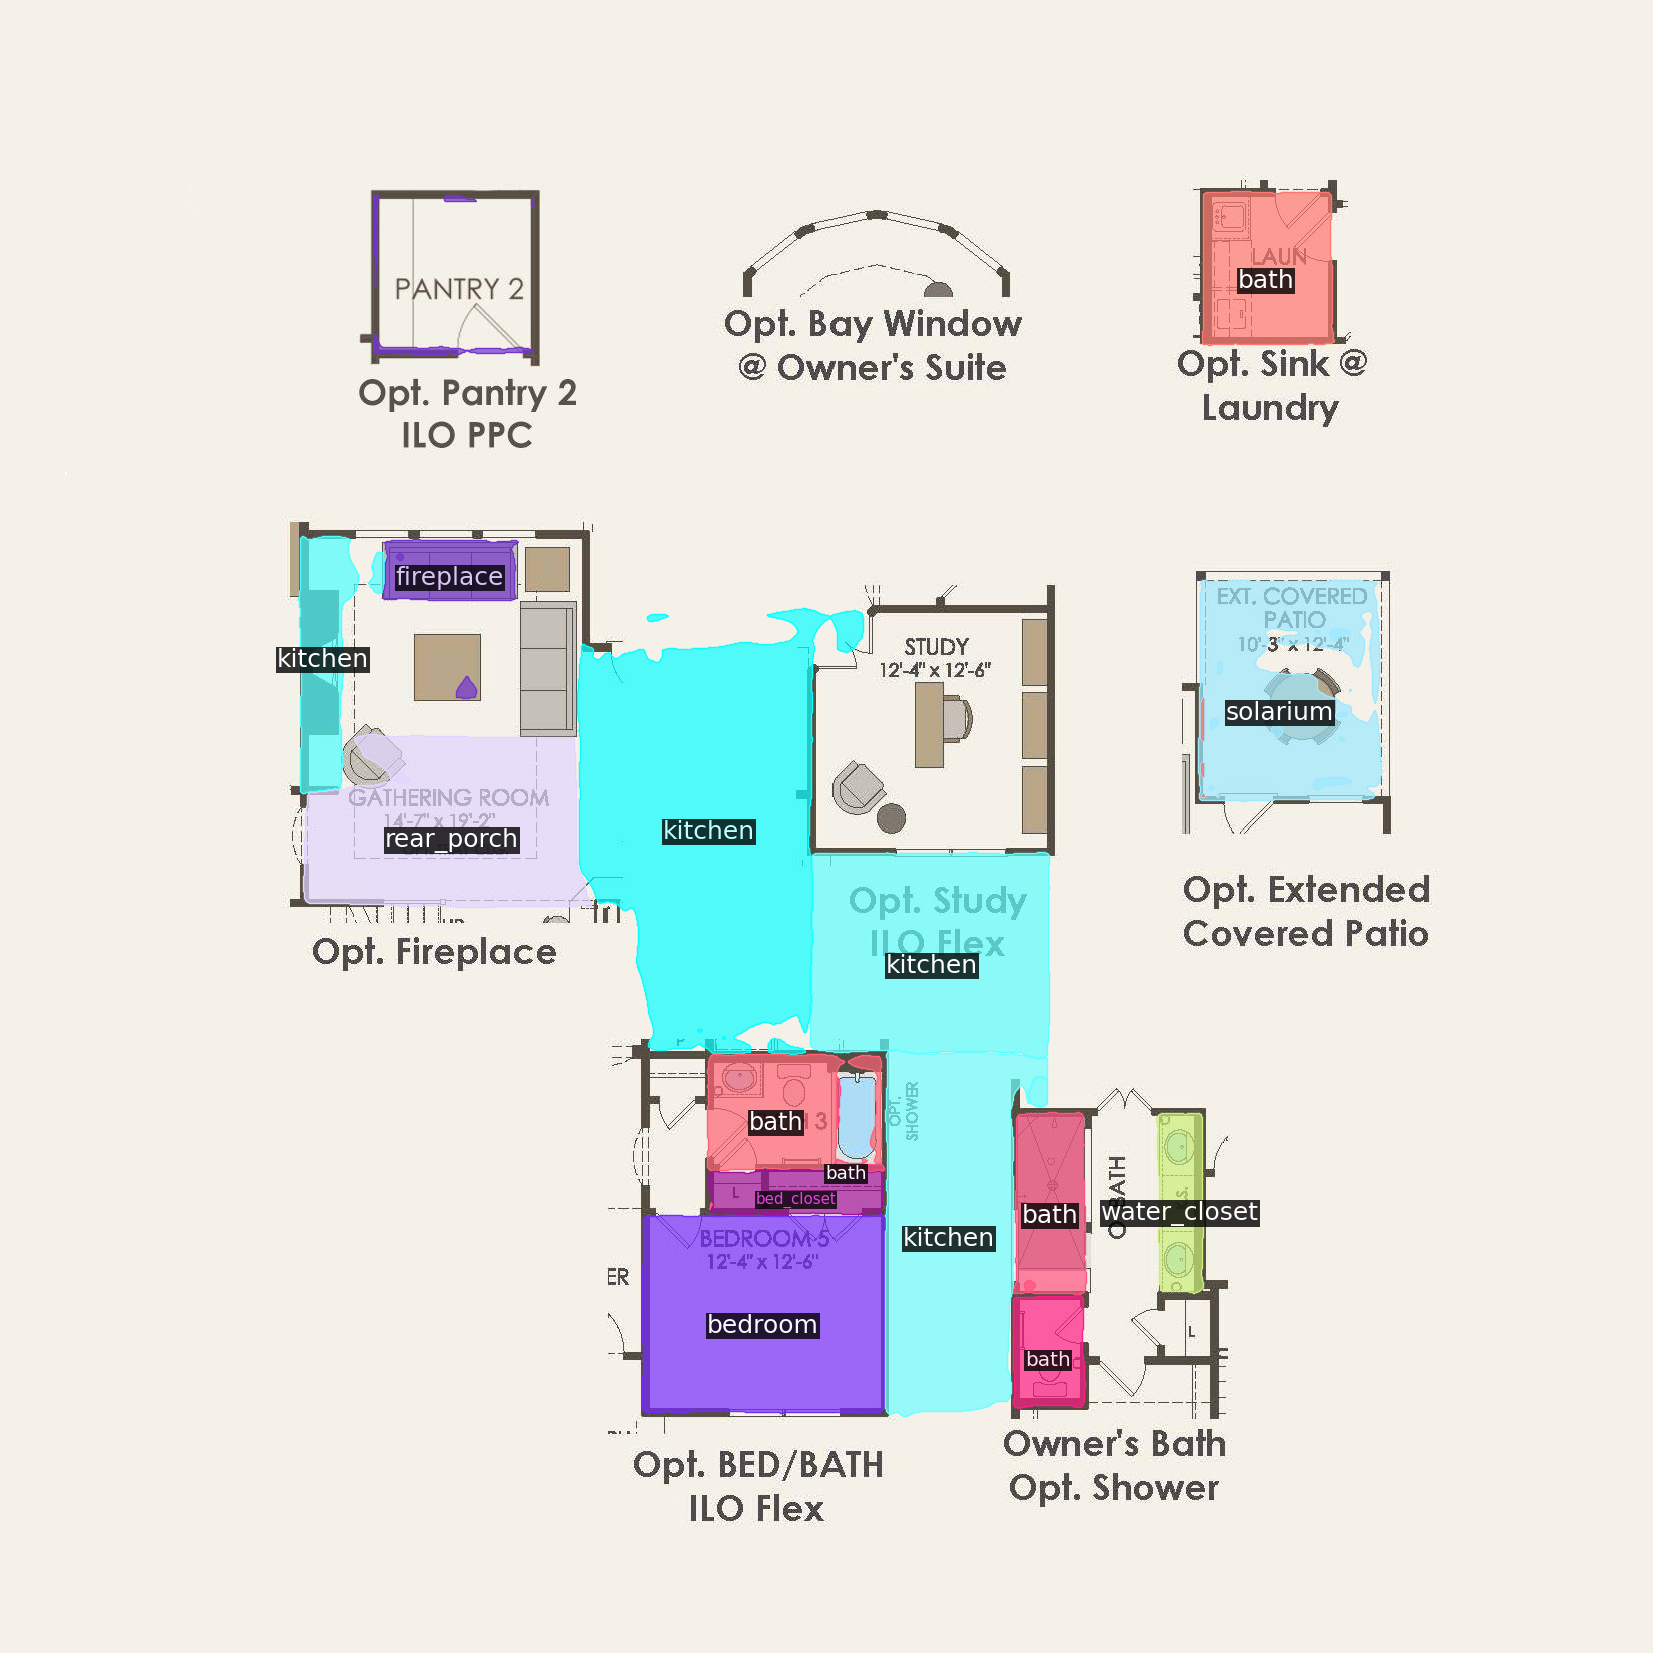 PANTRY 2
Opt. Pantry 2
ILO PPC
Opt. Bay Window
@ Owner's Suite
LAUN
bath
Opt. Sink @
Laundry
fireplace
kitchen
GATHERING ROOM
14'-7" x 19'-2"
rear_porch
UP
Opt. Fireplace
kitchen
STUDY
12'-4" x 12'-6"
Opt. Study
ILO Flex
kitchen
EXT. COVERED
PATIO
10'-3" x 12'-4"
solarium
Opt. Extended
Covered Patio
bath
3
bath
L
bed_closet
BEDROOM 5
12'-4" x 12'-6"
bedroom
ER
Opt. BED/BATH
ILO Flex
OPT.
SHOWER
kitchen
bath
BATH
water_closet
bath
L
Owner's Bath
Opt. Shower